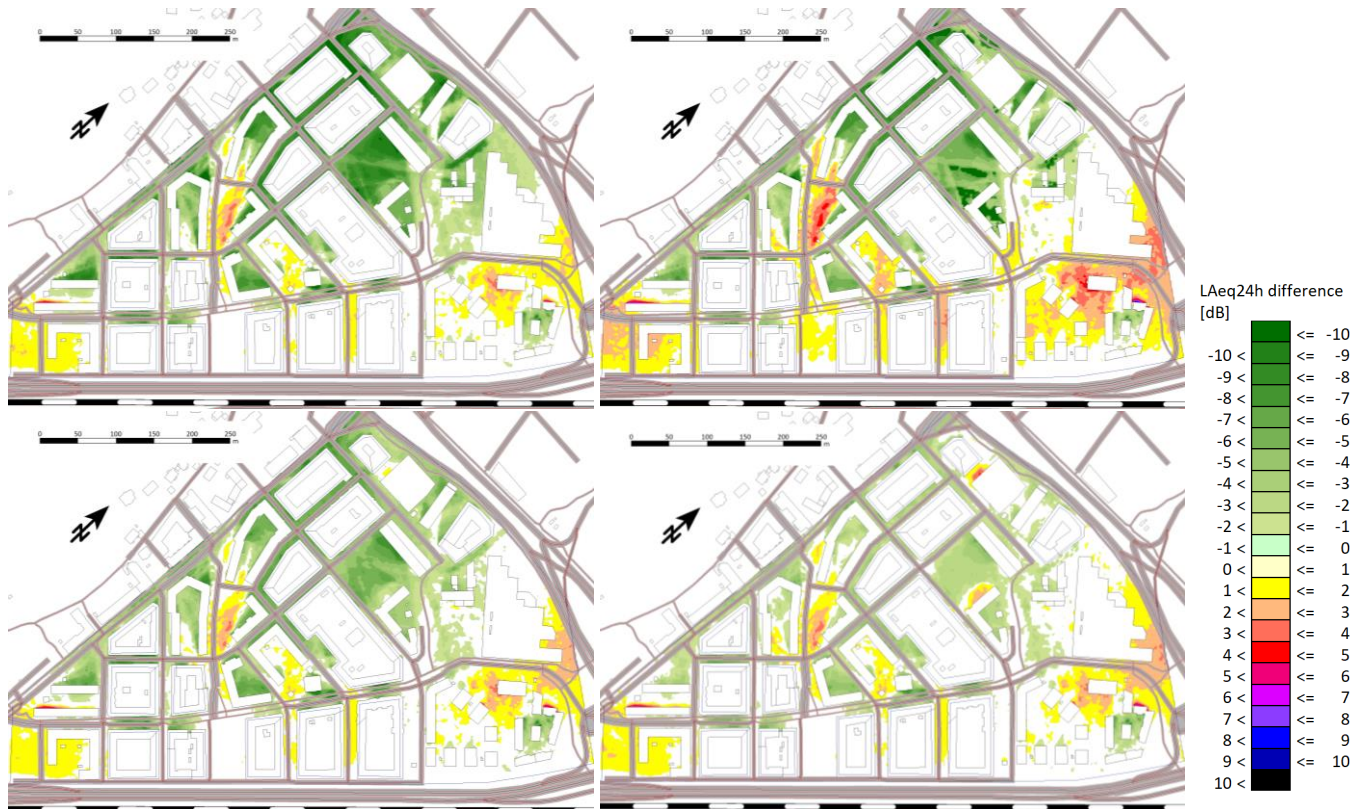 0 50 100 150 200 250
m
0 50 100 150 200 250
m
N
N
0 50 100 150 200 250
m
0 50 100 150 200 250
m
N
N
LAeq24h difference
[dB]
<= -10
-10 < <= -9
-9 < <= -8
-8 < <= -7
-7 < <= -6
-6 < <= -5
-5 < <= -4
-4 < <= -3
-3 < <= -2
-2 < <= -1
-1 < <= 0
0 < <= 1
1 < <= 2
2 < <= 3
3 < <= 4
4 < <= 5
5 < <= 6
6 < <= 7
7 < <= 8
8 < <= 9
9 < <= 10
10 <